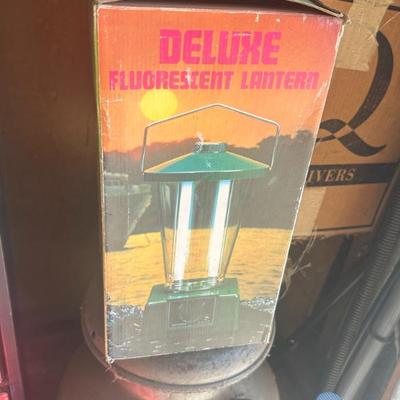 DELUXE
FLUORESCENT LANTERN
Q
IVERS